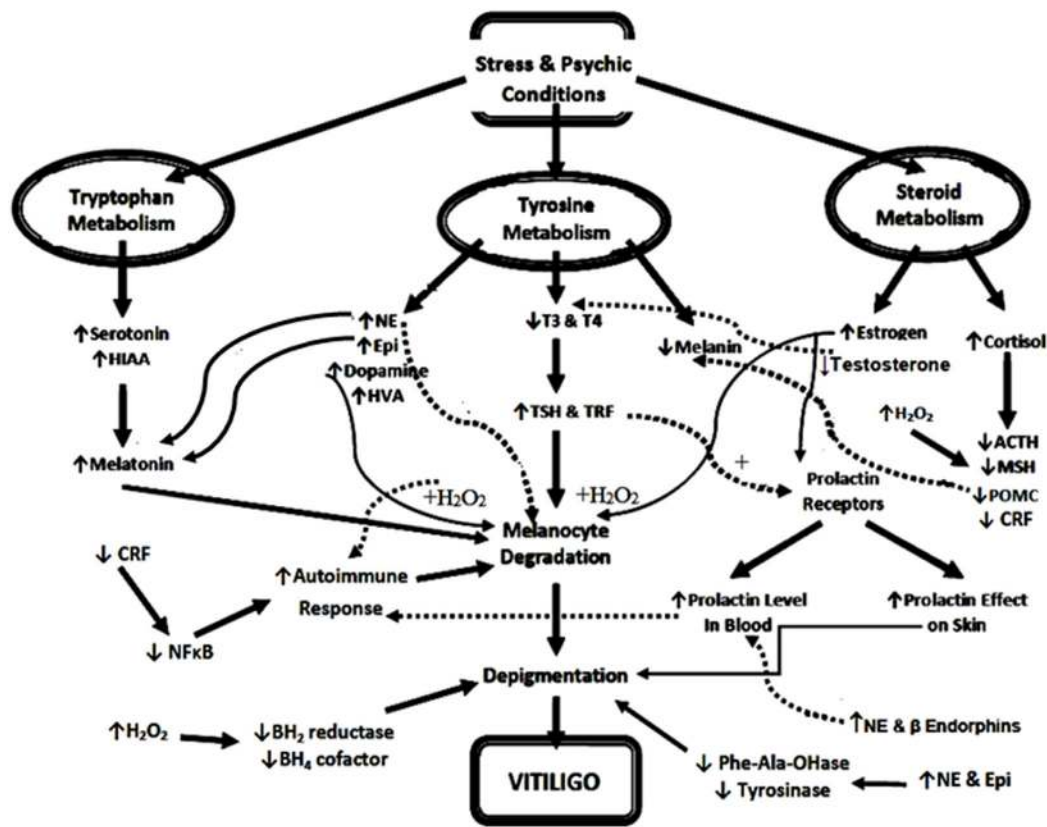 Stress & Psychic
Conditions
Tryptophan
Metabolism
Tyrosine
Metabolism
Steroid
Metabolism
↑Serotonin
↑HIAA
↑NE
↑Epi
↑Dopamine
↑HVA
↓T3 & T4
↓Melanin
↑Estrogen
↓Testosterone
↑Cortisol
↑TSH & TRF
↑H₂O₂
↓ACTH
↓MSH
↓POMC
↓CRF
↑Melatonin
+
Prolactin
Receptors
+H₂O₂
+H₂O₂
Melanocyte
Degradation
↓CRF
↑Autoimmune
Response
↓NFκB
↑Prolactin Level
In Blood
↑Prolactin Effect
on Skin
Depigmentation
↑H₂O₂
↓BH₂ reductase
↓BH₄ cofactor
↑NE & β Endorphins
VITILIGO
↓ Phe-Ala-OHase
↓ Tyrosinase
↑NE & Epi